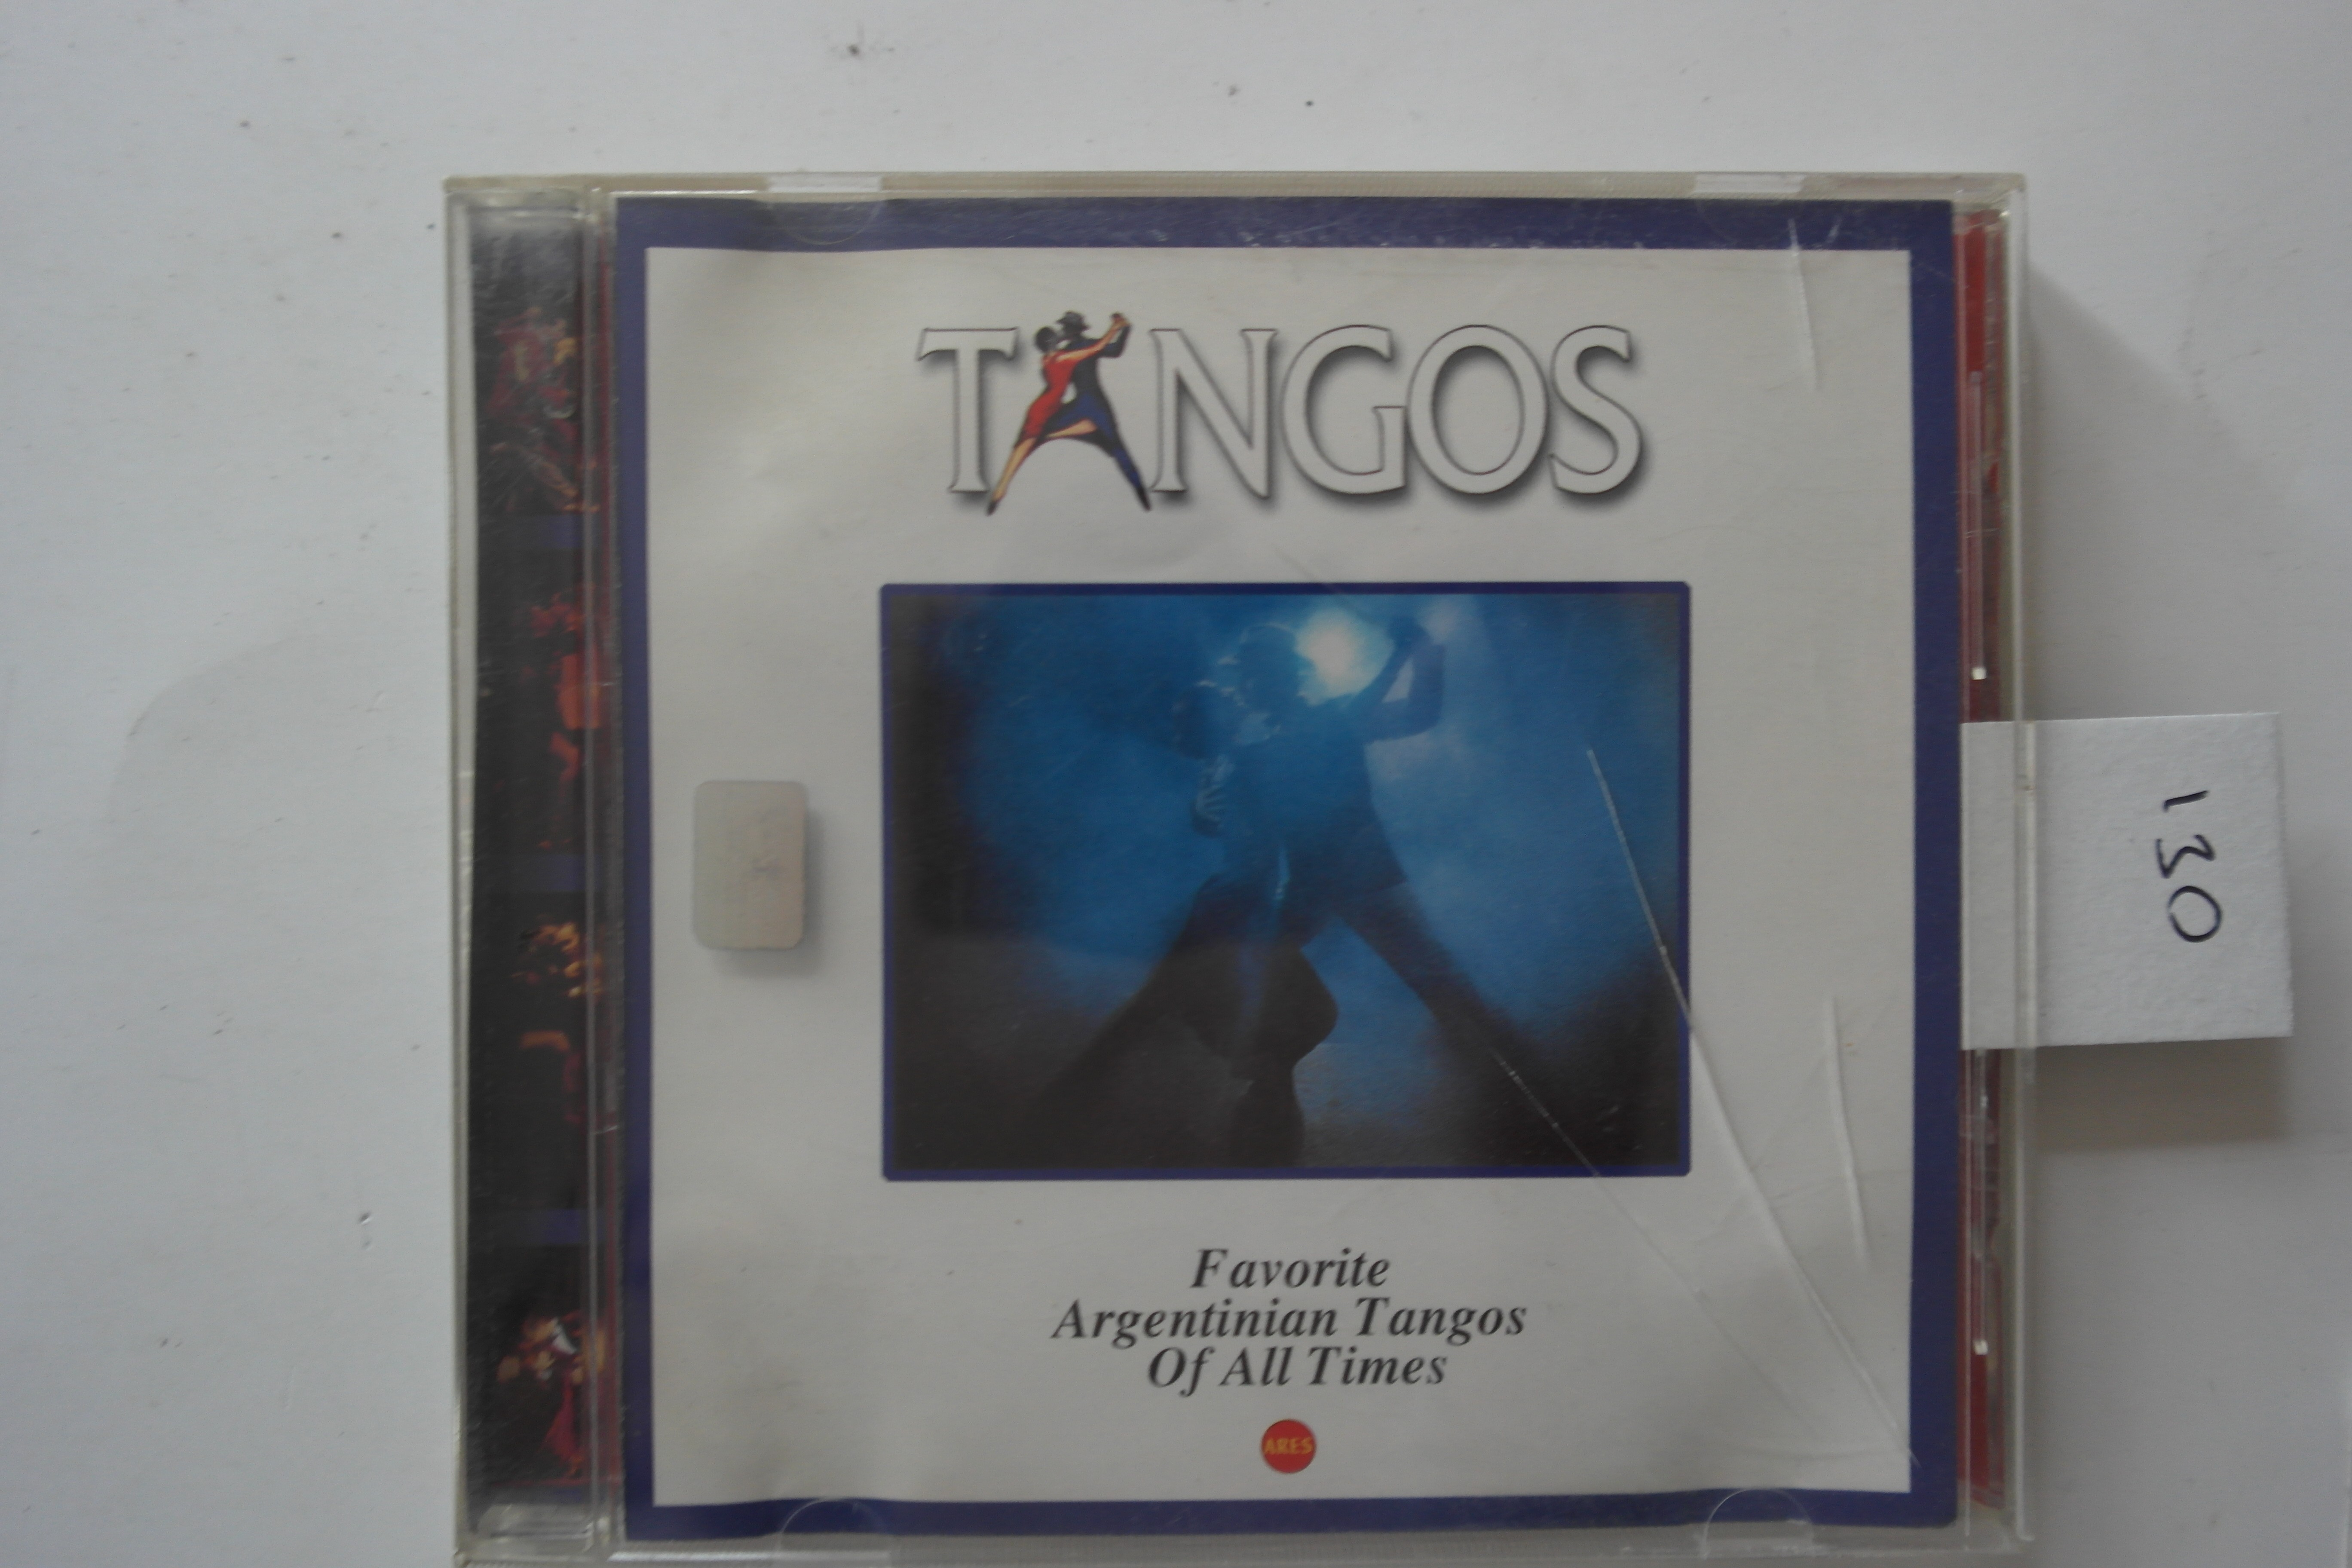 TANGOS
Favorite
Argentinian Tangos
Of All Times
ARES
130